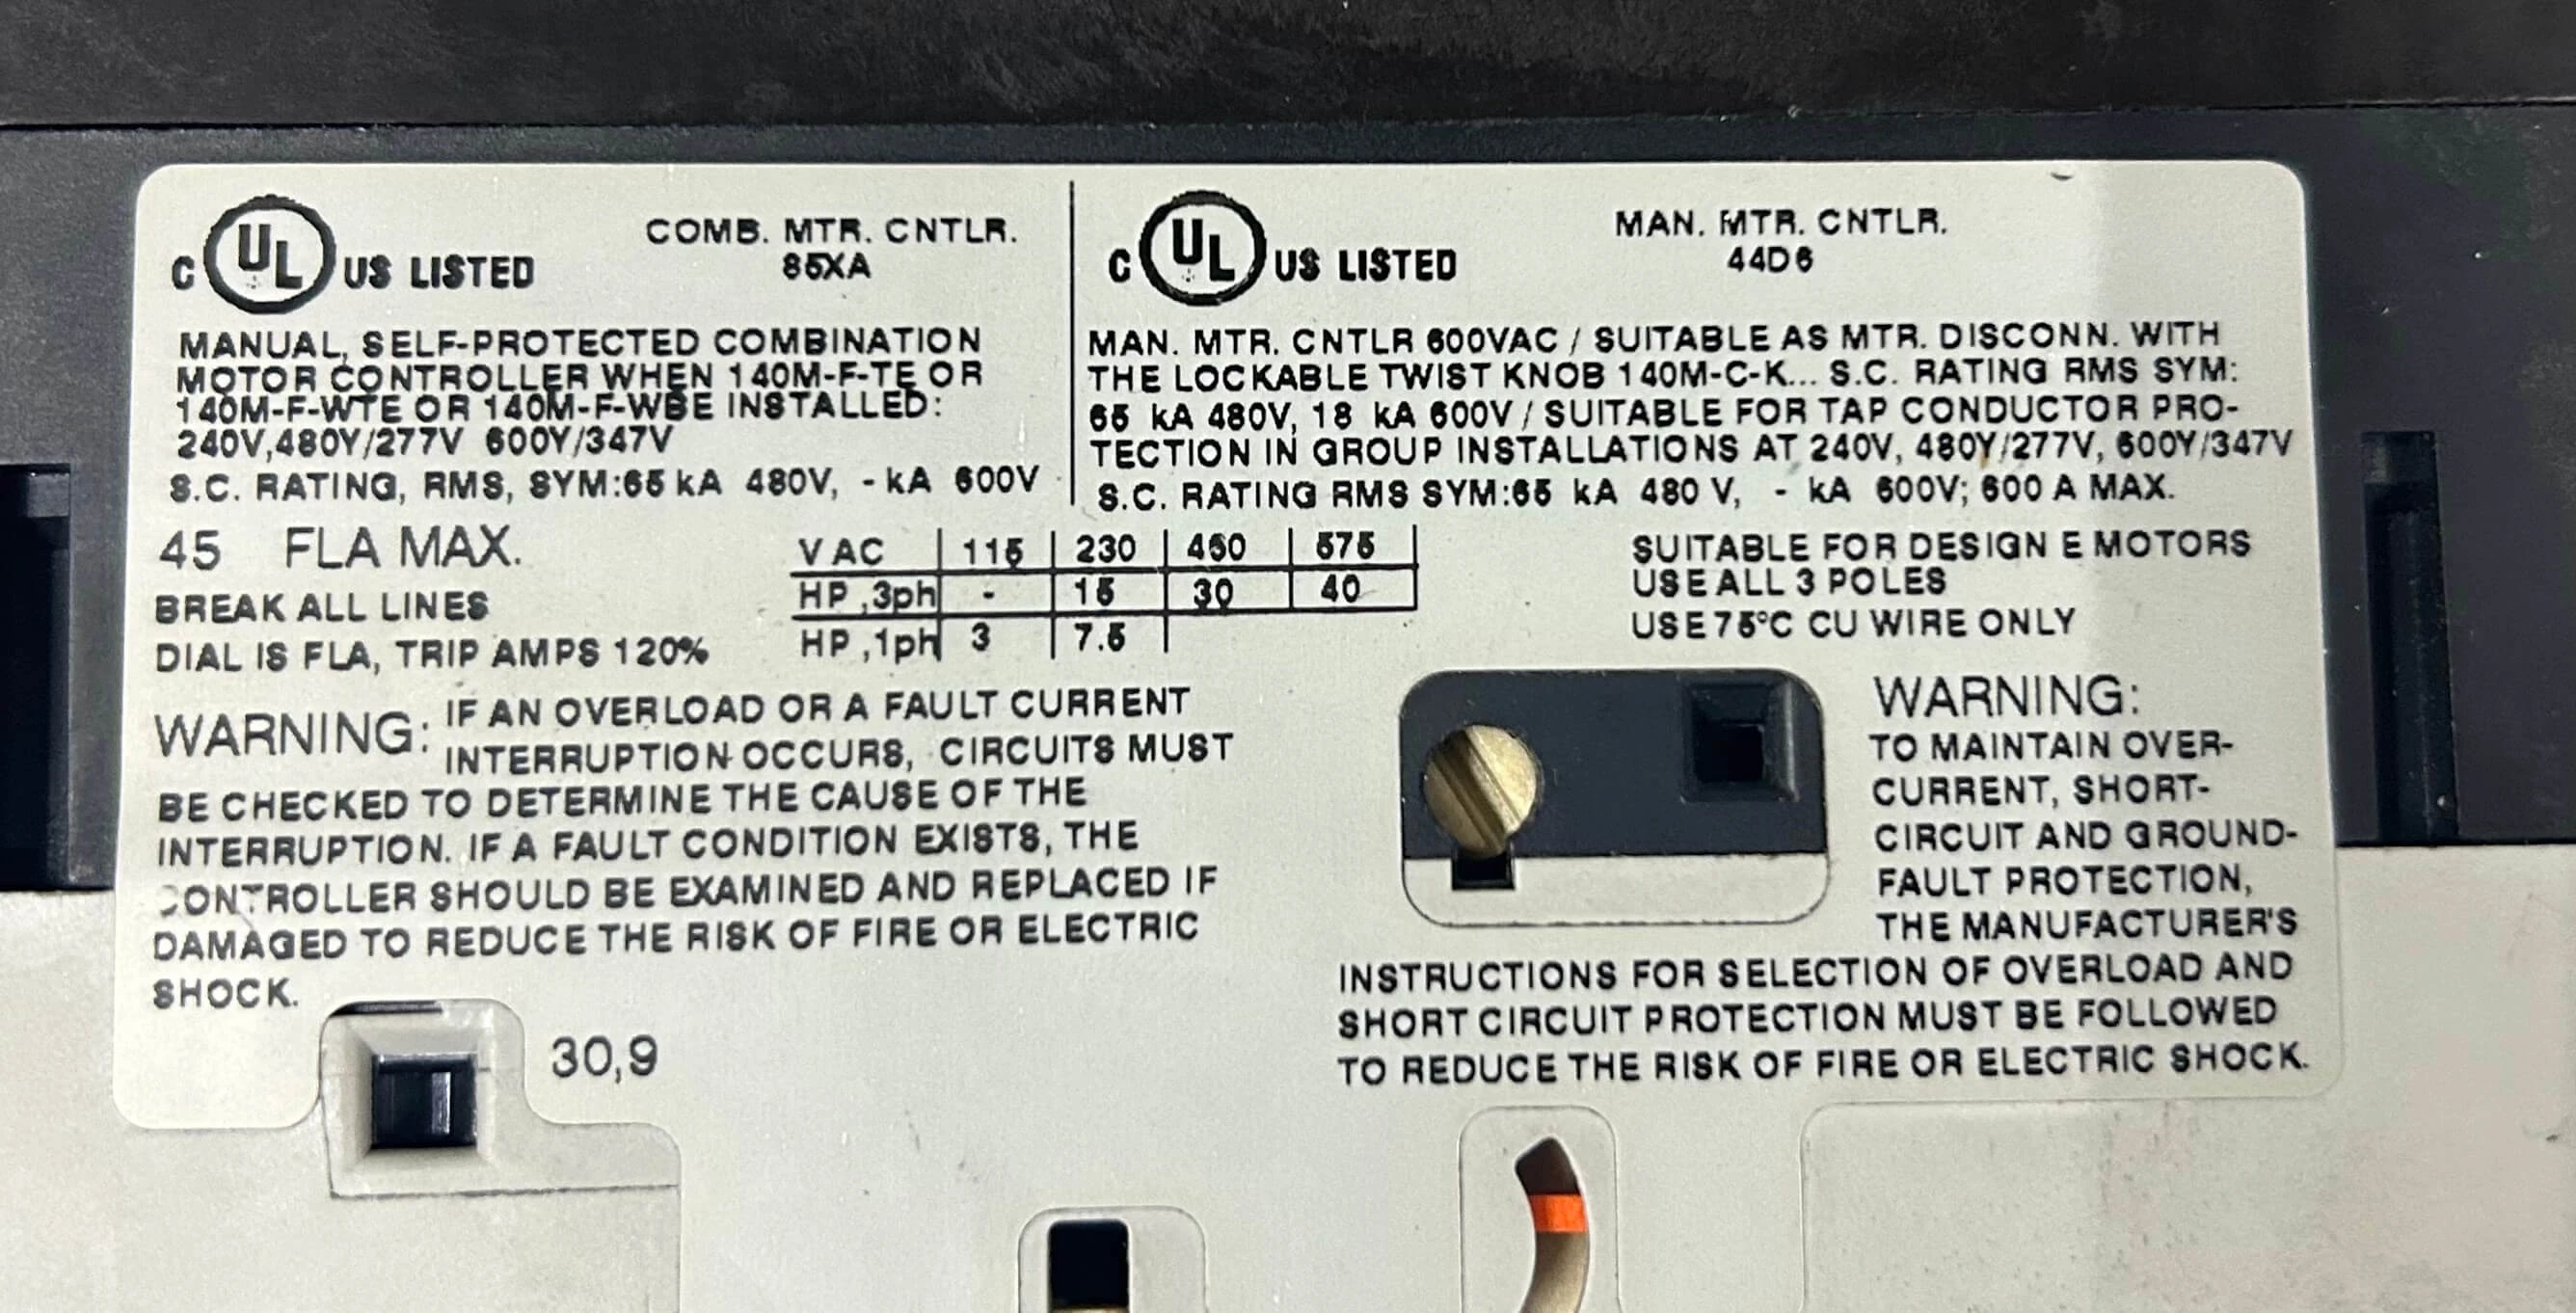 C UL US LISTED
COMB. MTR. CNTLR.
85XA
MANUAL, SELF-PROTECTED COMBINATION
MOTOR CONTROLLER WHEN 140M-F-TE OR
140M-F-WTE OR 140M-F-WBE INSTALLED:
240V,480Y/277V 600Y/347V
S.C. RATING, RMS, SYM:65 kA 480V, - kA 600V
C UL US LISTED
MAN. MTR. CNTLR.
44D6
MAN. MTR. CNTLR 600VAC / SUITABLE AS MTR. DISCONN. WITH
THE LOCKABLE TWIST KNOB 140M-C-K... S.C. RATING RMS SYM:
65 kA 480V, 18 kA 600V / SUITABLE FOR TAP CONDUCTOR PRO-
TECTION IN GROUP INSTALLATIONS AT 240V, 480Y/277V, 600Y/347V
S.C. RATING RMS SYM:65 kA 480 V, - kA 600V; 600 A MAX.
45 FLA MAX.
BREAK ALL LINES
DIAL IS FLA, TRIP AMPS 120%
V AC 115 230 460 575
HP ,3ph - 15 30 40
HP ,1ph 3 7.5
SUITABLE FOR DESIGN E MOTORS
USE ALL 3 POLES
USE 75°C CU WIRE ONLY
WARNING: IF AN OVERLOAD OR A FAULT CURRENT
INTERRUPTION OCCURS, CIRCUITS MUST
BE CHECKED TO DETERMINE THE CAUSE OF THE
INTERRUPTION. IF A FAULT CONDITION EXISTS, THE
CONTROLLER SHOULD BE EXAMINED AND REPLACED IF
DAMAGED TO REDUCE THE RISK OF FIRE OR ELECTRIC
SHOCK.
30,9
WARNING:
TO MAINTAIN OVER-
CURRENT, SHORT-
CIRCUIT AND GROUND-
FAULT PROTECTION,
THE MANUFACTURER'S
INSTRUCTIONS FOR SELECTION OF OVERLOAD AND
SHORT CIRCUIT PROTECTION MUST BE FOLLOWED
TO REDUCE THE RISK OF FIRE OR ELECTRIC SHOCK.